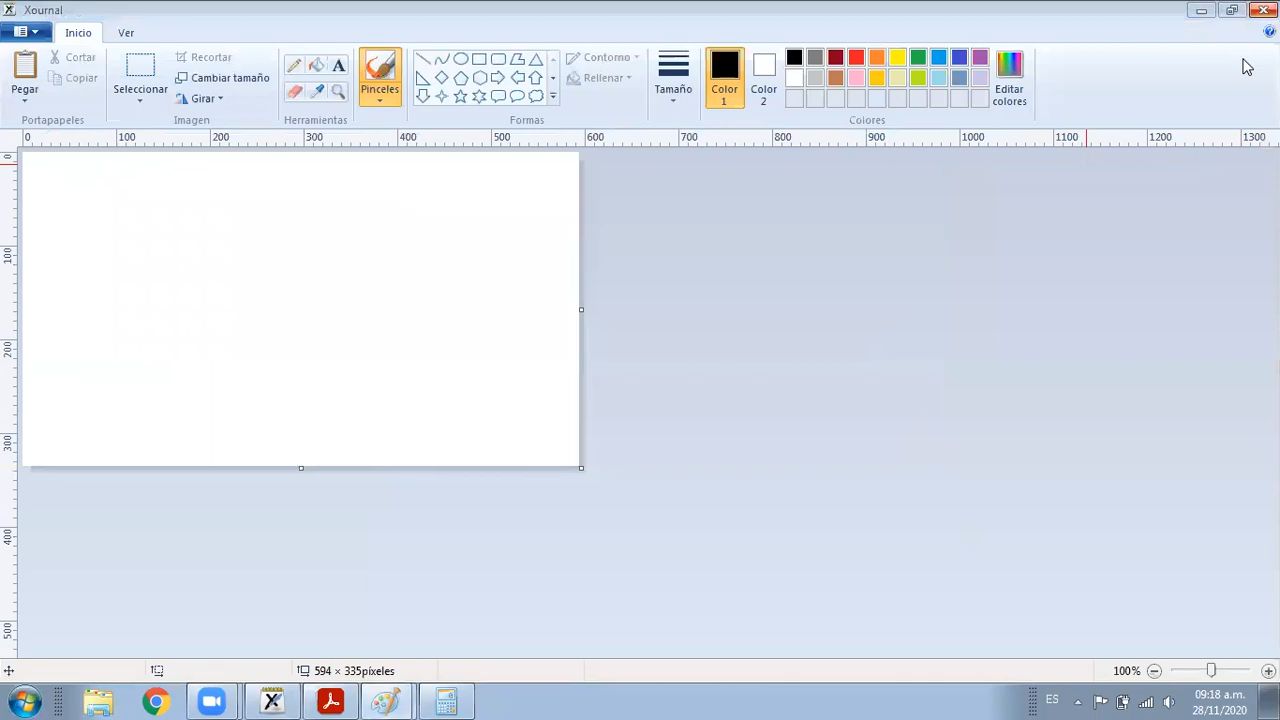 Xournal
Inicio Ver
Pegar
Cortar
Copiar
Portapapeles
Seleccionar
Recortar
Cambiar tamaño
Girar
Imagen
A
Herramientas
Pinceles
Contorno
Rellenar
Formas
Tamaño
Color 1
Color 2
Editar colores
Colores
0 100 200 300 400 500 600 700 800 900 1000 1100 1200 1300
0
100
200
300
400
500
594 × 335píxeles
100%
ES
09:18 a.m.
28/11/2020